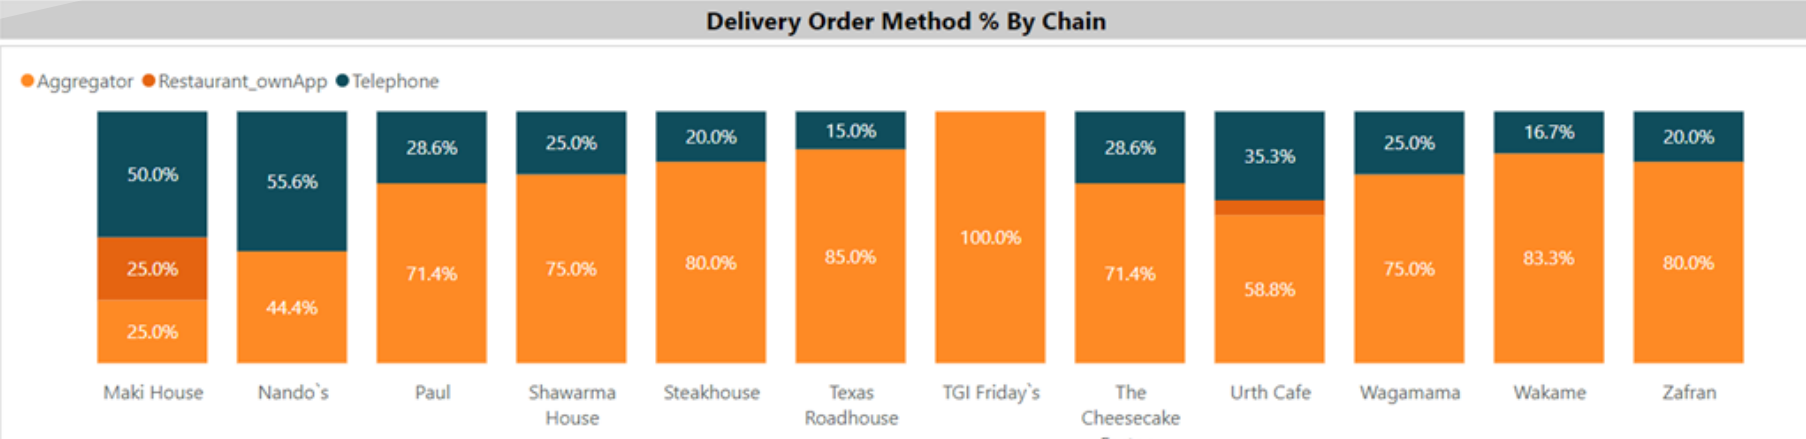 Delivery Order Method % By Chain
Aggregator Restaurant_ownApp Telephone
50.0% 55.6% 28.6% 25.0% 20.0% 15.0% 28.6% 35.3% 25.0% 16.7% 20.0%
25.0%
25.0% 44.4% 71.4% 75.0% 80.0% 85.0% 100.0% 71.4% 58.8% 75.0% 83.3% 80.0%
Maki House Nando`s Paul Shawarma Steakhouse Texas TGI Friday`s The Urth Cafe Wagamama Wakame Zafran
House Roadhouse Cheesecake